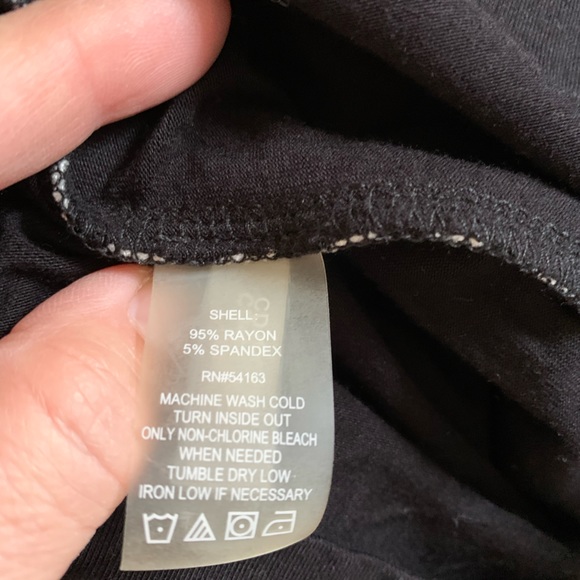 SHELL:
95% RAYON
5% SPANDEX
RN#54163
MACHINE WASH COLD
TURN INSIDE OUT
ONLY NON-CHLORINE BLEACH
WHEN NEEDED
TUMBLE DRY LOW
IRON LOW IF NECESSARY